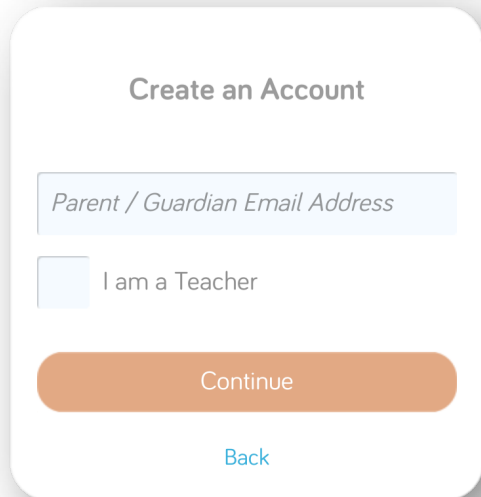 Create an Account
Parent / Guardian Email Address
I am a Teacher
Continue
Back